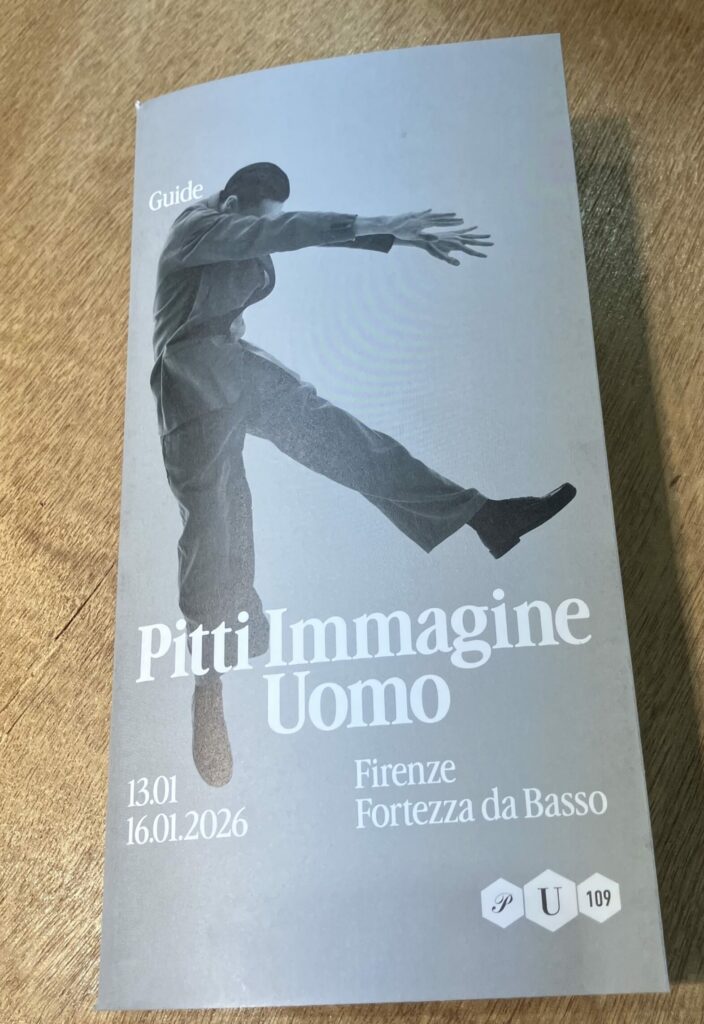 Guide
Pitti Immagine
Uomo
13.01
16.01.2026
Firenze
Fortezza da Basso
P U 109